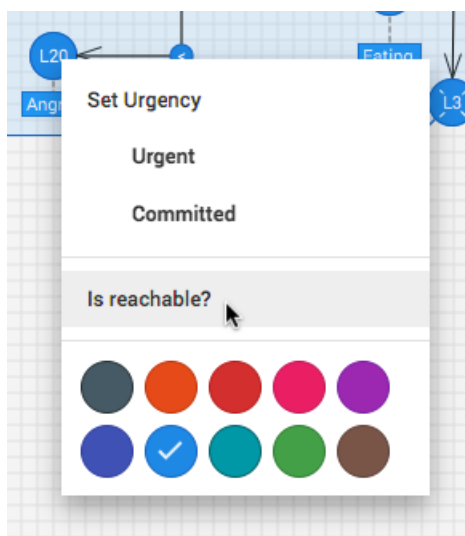 L20
<
Eating
Set Urgency
L3
Urgent
Committed
Is reachable?